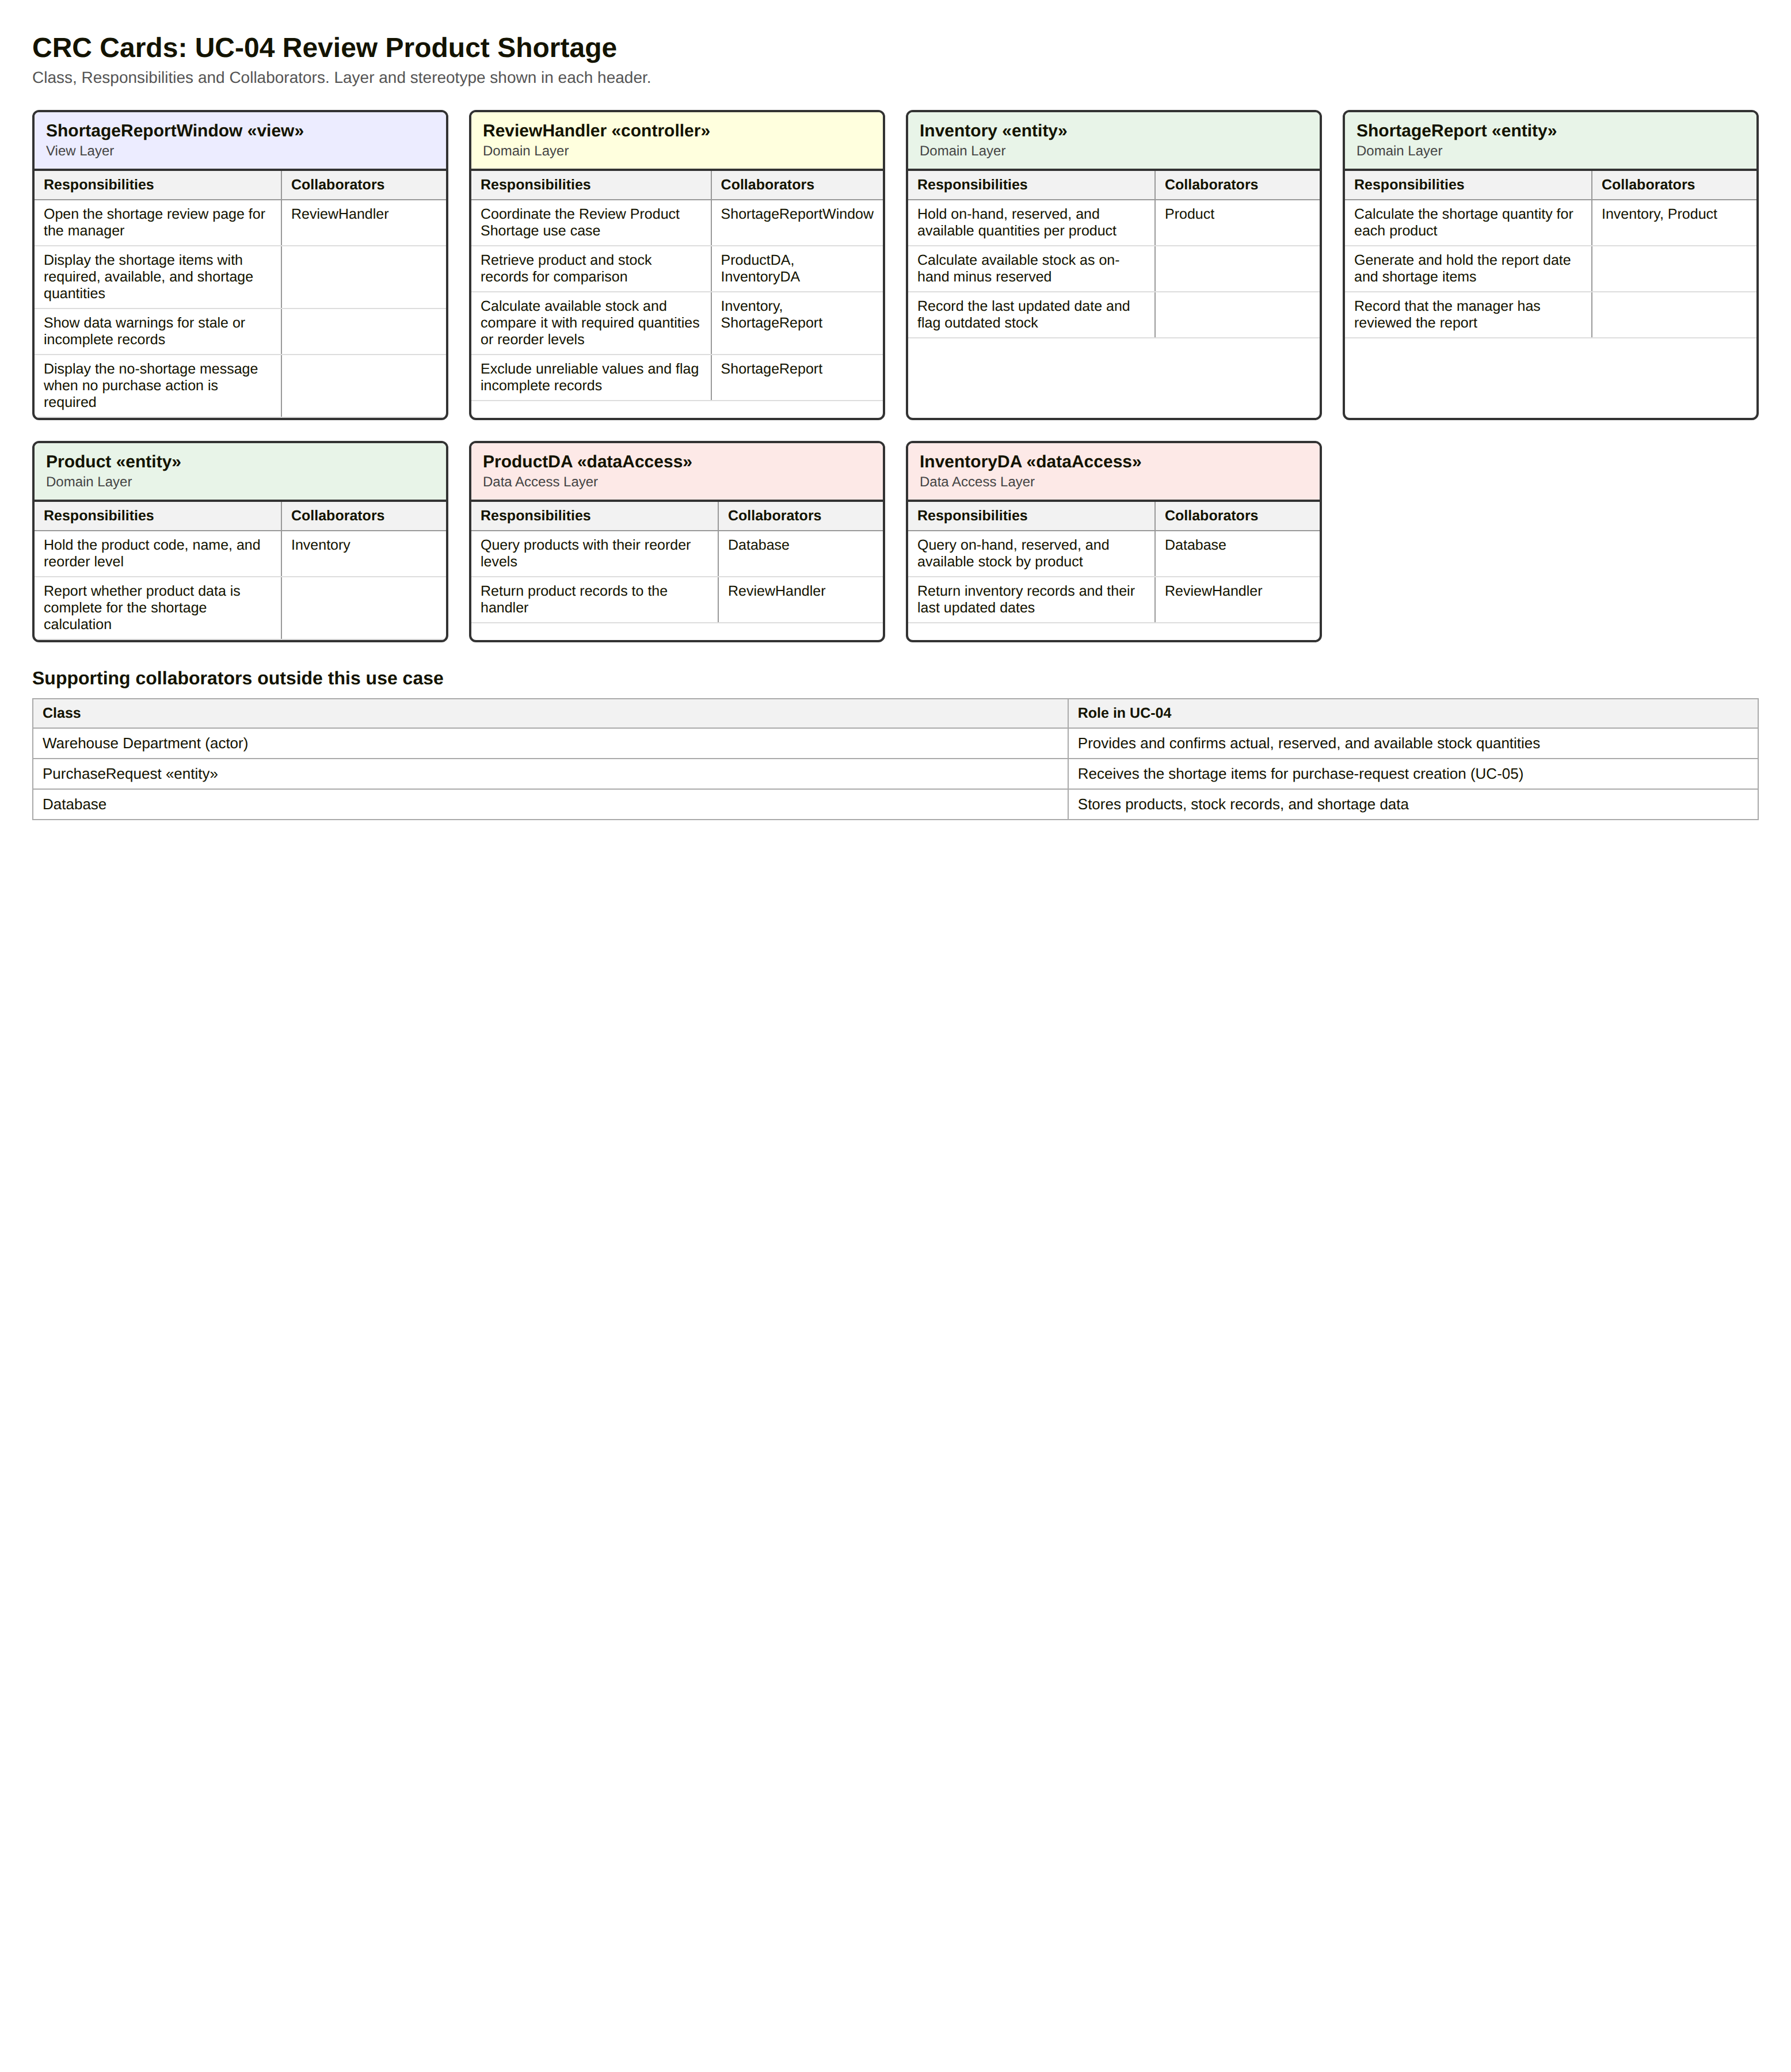 CRC Cards: UC-04 Review Product Shortage
Class, Responsibilities and Collaborators. Layer and stereotype shown in each header.
ShortageReportWindow «view»
View Layer
Responsibilities
Collaborators
Open the shortage review page for
the manager
ReviewHandler
Display the shortage items with
required, available, and shortage
quantities
Show data warnings for stale or
incomplete records
Display the no-shortage message
when no purchase action is
required
ReviewHandler «controller»
Domain Layer
Responsibilities
Collaborators
Coordinate the Review Product
Shortage use case
ShortageReportWindow
Retrieve product and stock
records for comparison
ProductDA,
InventoryDA
Calculate available stock and
compare it with required quantities
or reorder levels
Inventory,
ShortageReport
Exclude unreliable values and flag
incomplete records
ShortageReport
Inventory «entity»
Domain Layer
Responsibilities
Collaborators
Hold on-hand, reserved, and
available quantities per product
Product
Calculate available stock as on-
hand minus reserved
Record the last updated date and
flag outdated stock
ShortageReport «entity»
Domain Layer
Responsibilities
Collaborators
Calculate the shortage quantity for
each product
Inventory, Product
Generate and hold the report date
and shortage items
Record that the manager has
reviewed the report
Product «entity»
Domain Layer
Responsibilities
Collaborators
Hold the product code, name, and
reorder level
Inventory
Report whether product data is
complete for the shortage
calculation
ProductDA «dataAccess»
Data Access Layer
Responsibilities
Collaborators
Query products with their reorder
levels
Database
Return product records to the
handler
ReviewHandler
InventoryDA «dataAccess»
Data Access Layer
Responsibilities
Collaborators
Query on-hand, reserved, and
available stock by product
Database
Return inventory records and their
last updated dates
ReviewHandler
Supporting collaborators outside this use case
Class
Role in UC-04
Warehouse Department (actor)
Provides and confirms actual, reserved, and available stock quantities
PurchaseRequest «entity»
Receives the shortage items for purchase-request creation (UC-05)
Database
Stores products, stock records, and shortage data